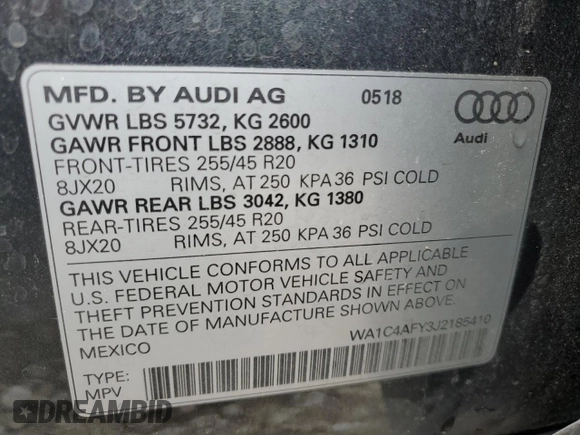 MFD. BY AUDI AG 0518
GVWR LBS 5732, KG 2600
GAWR FRONT LBS 2888, KG 1310
FRONT-TIRES 255/45 R20
8JX20 RIMS, AT 250 KPA 36 PSI COLD
GAWR REAR LBS 3042, KG 1380
REAR-TIRES 255/45 R20
8JX20 RIMS, AT 250 KPA 36 PSI COLD
Audi
THIS VEHICLE CONFORMS TO ALL APPLICABLE
U.S. FEDERAL MOTOR VEHICLE SAFETY AND
THEFT PREVENTION STANDARDS IN EFFECT ON
THE DATE OF MANUFACTURE SHOWN ABOVE.
MEXICO
WA1C4AFY3J2185410
TYPE:
MPV
DREAMBID